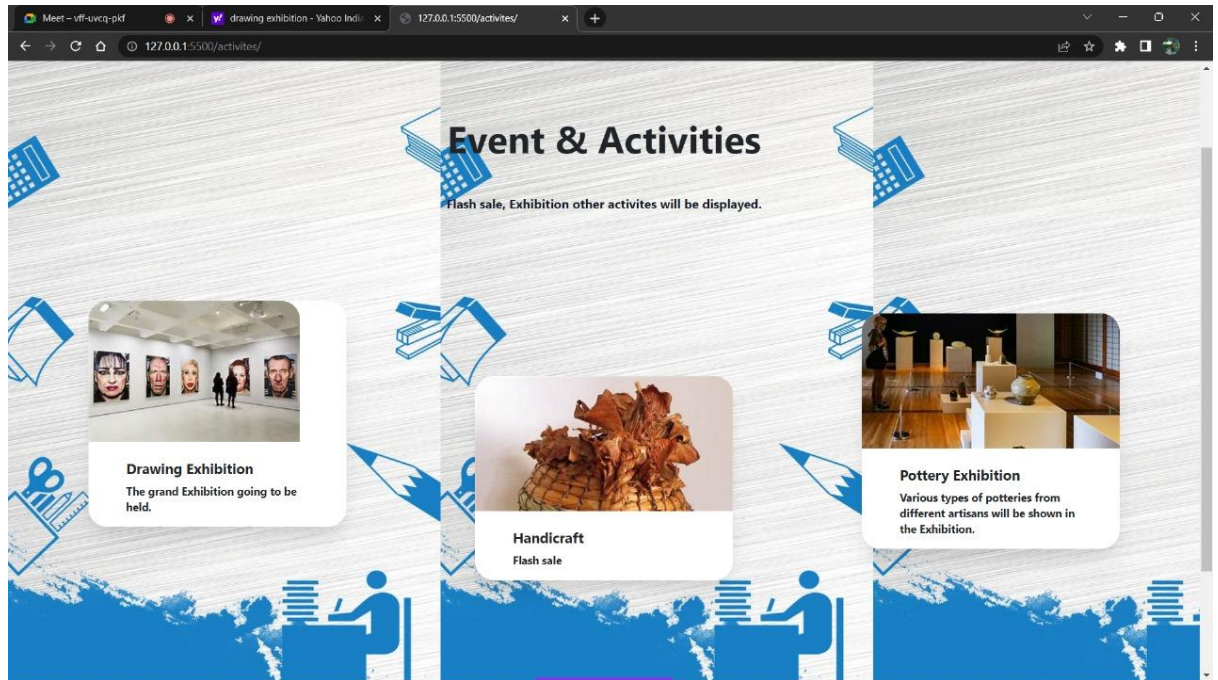 Meet – vff-uvcq-pkf
drawing exhibition - Yahoo Indi
127.0.0.1:5500/activites/
127.0.0.1:5500/activites/
Event & Activities
Flash sale, Exhibition other activites will be displayed.
Drawing Exhibition
The grand Exhibition going to be
held.
Handicraft
Flash sale
Pottery Exhibition
Various types of potteries from
different artisans will be shown in
the Exhibition.